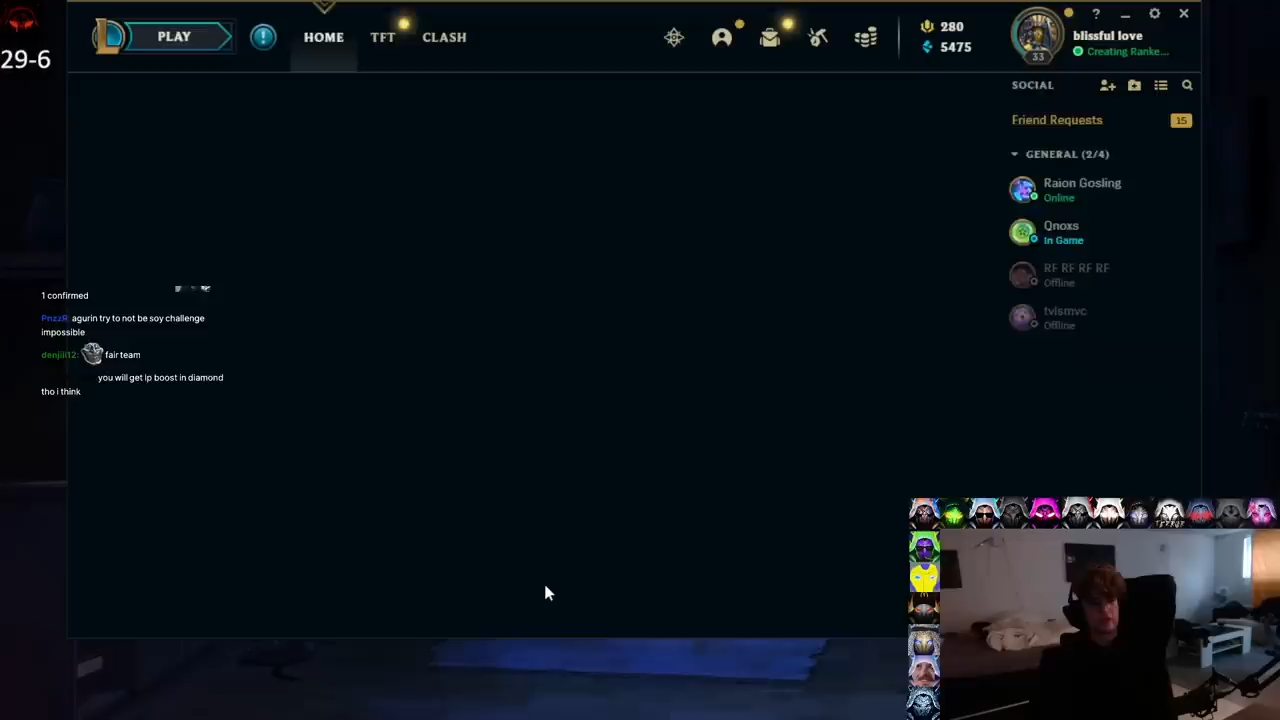 29-6
PLAY
HOME
TFT
CLASH
280
5475
33
blissful love
Creating Ranke...
SOCIAL
Friend Requests
15
GENERAL (2/4)
Raion Gosling
Online
Qnoxs
In Game
RF RF RF RF
Offline
tvlsmvc
Offline
1 confirmed
PnzzR agurin try to not be soy challenge
impossible
denjiii12: fair team
you will get lp boost in diamond
tho i think